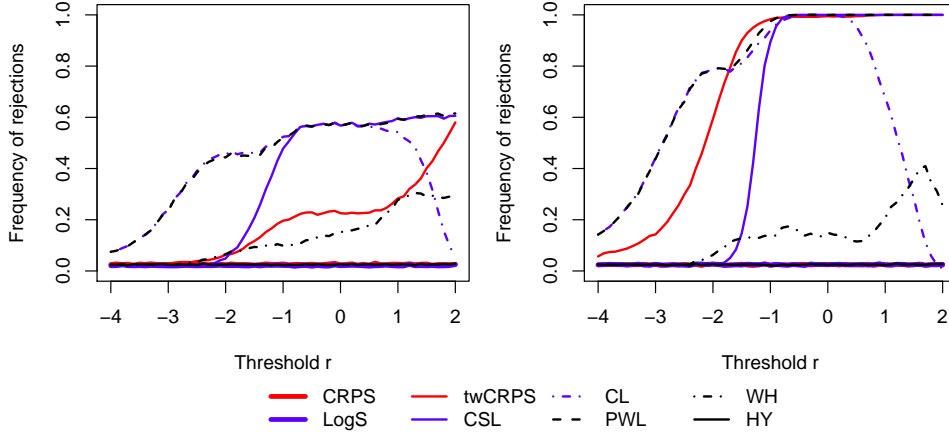 Frequency of rejections
1.0
0.8
0.6
0.4
0.2
0.0
−4 −3 −2 −1 0 1 2
Threshold r
Frequency of rejections
1.0
0.8
0.6
0.4
0.2
0.0
−4 −3 −2 −1 0 1 2
Threshold r
CRPS twCRPS CL WH
LogS CSL PWL HY